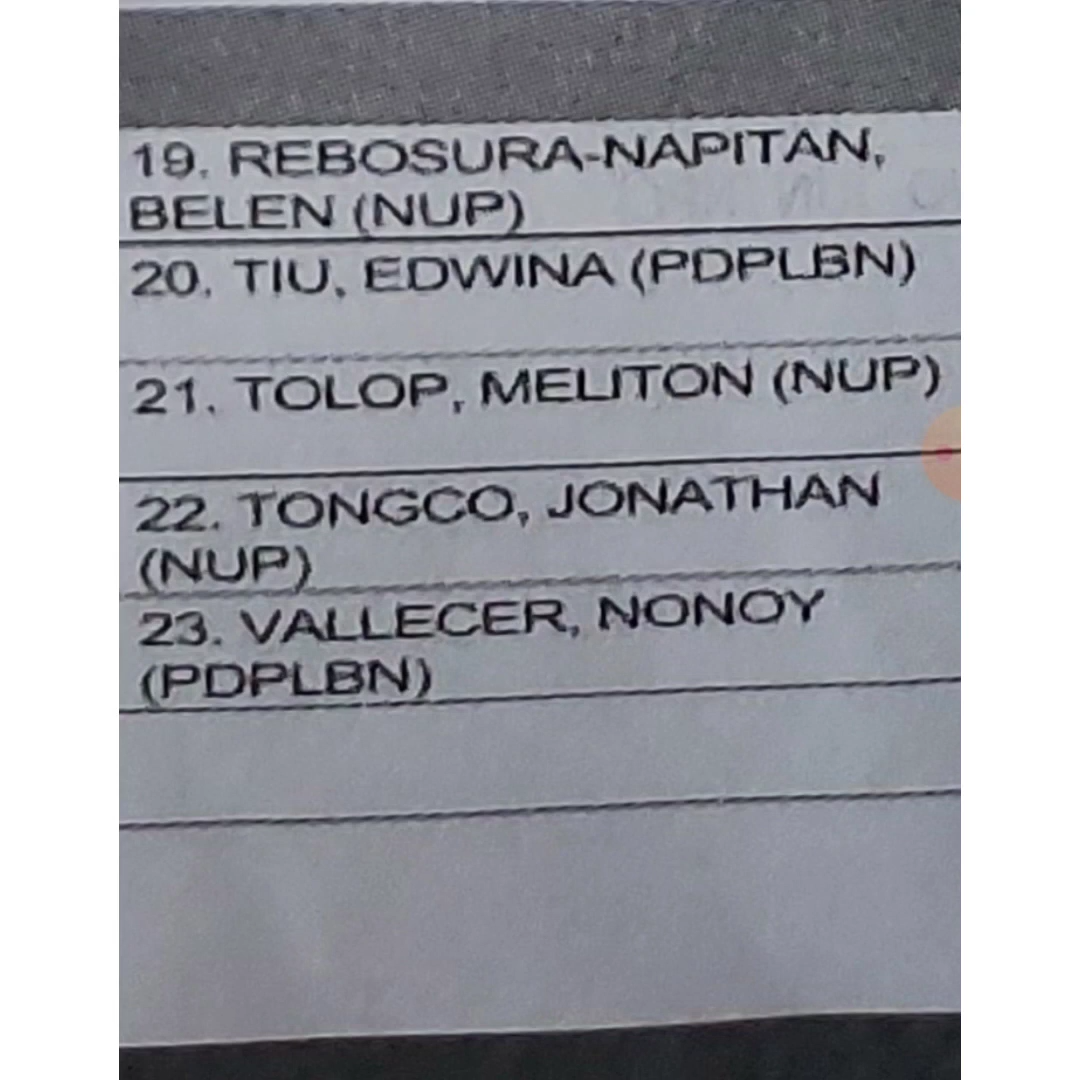 19. REBOSURA-NAPITAN,
BELEN (NUP)
20. TIU, EDWINA (PDPLBN)
21. TOLOP, MELITON (NUP)
22. TONGCO, JONATHAN
(NUP)
23. VALLECER, NONOY
(PDPLBN)